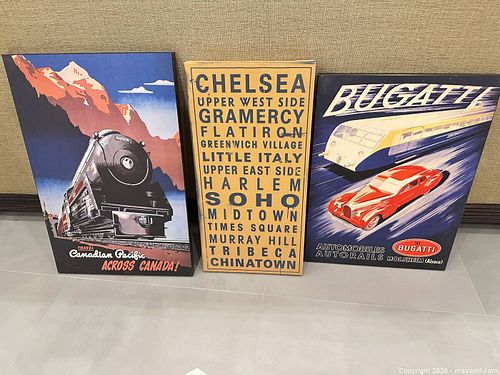 TRAVEL
Canadian Pacific
ACROSS CANADA!
CHELSEA
UPPER WEST SIDE
GRAMERCY
FLATIRON
GREENWICH VILLAGE
LITTLE ITALY
UPPER EAST SIDE
HARLEM
SOHO
MIDTOWN
TIMES SQUARE
MURRAY HILL
TRIBECA
CHINATOWN
BUGATTI
AUTOMOBILES
AUTORAILS
BUGATTI
MOLSHEIM (Alsace)
Copyright 2026 - maxsold.com